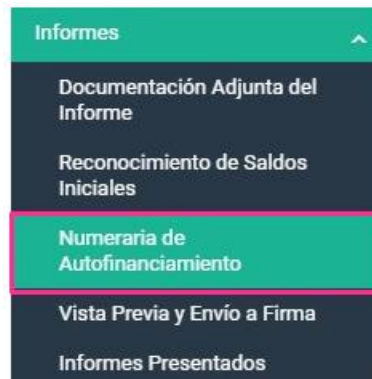 Informes
Documentación Adjunta del
Informe
Reconocimiento de Saldos
Iniciales
Numeraria de
Autofinanciamiento
Vista Previa y Envío a Firma
Informes Presentados